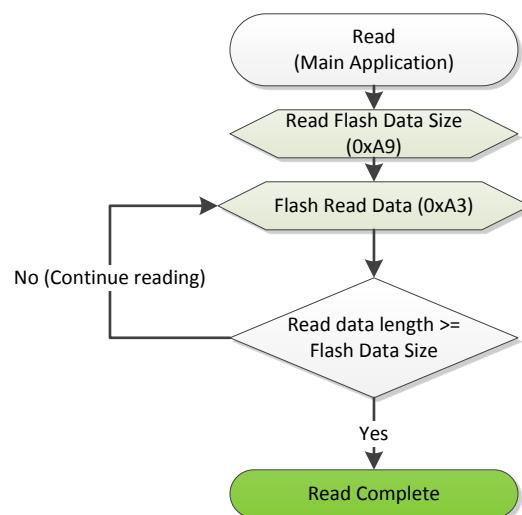 Read
(Main Application)
Read Flash Data Size
(0xA9)
Flash Read Data (0xA3)
No (Continue reading)
Read data length >=
Flash Data Size
Yes
Read Complete